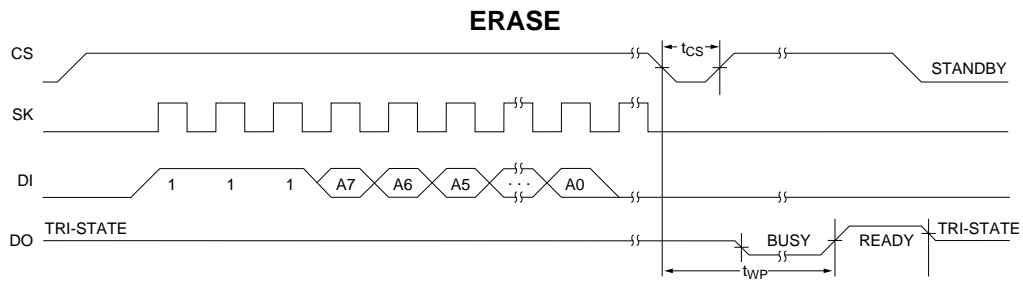 ERASE
CS
tCS
STANDBY
SK
DI
1 1 1 A7 A6 A5 · · · A0
DO
TRI-STATE
BUSY
READY
TRI-STATE
tWP